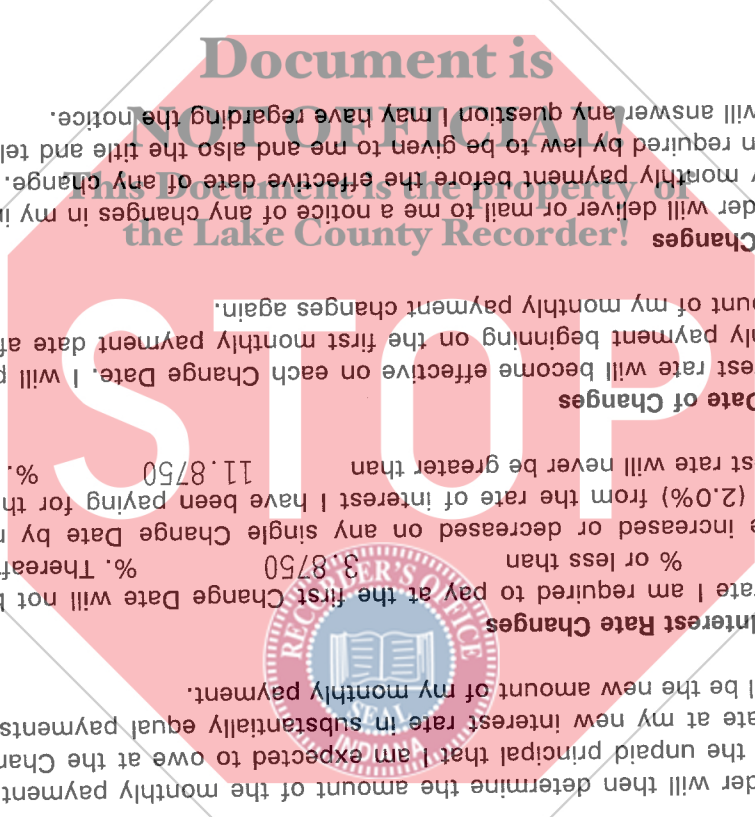 Document is
NOT OFFICIAL!
This Document is the property of
the Lake County Recorder!
STOP
RECORDER'S OFFICE
SEAL
INDIANA
der will then determine the amount of the monthly payment
the unpaid principal that I am expected to owe at the Chan
ate at my new interest rate in substantially equal payments
l be the new amount of my monthly payment.
Interest Rate Changes
rate I am required to pay at the first Change Date will not b
% or less than 3.8750 %. Thereaf
e increased or decreased on any single Change Date by
(2.0%) from the rate of interest I have been paying for th
st rate will never be greater than 11.8750 %.
Date of Changes
est rate will become effective on each Change Date. I will p
ly payment beginning on the first monthly payment date af
ount of my monthly payment changes again.
Changes
der will deliver or mail to me a notice of any changes in my in
monthly payment before the effective date of any change.
n required by law to be given to me and also the title and tel
will answer any question I may have regarding the notice.